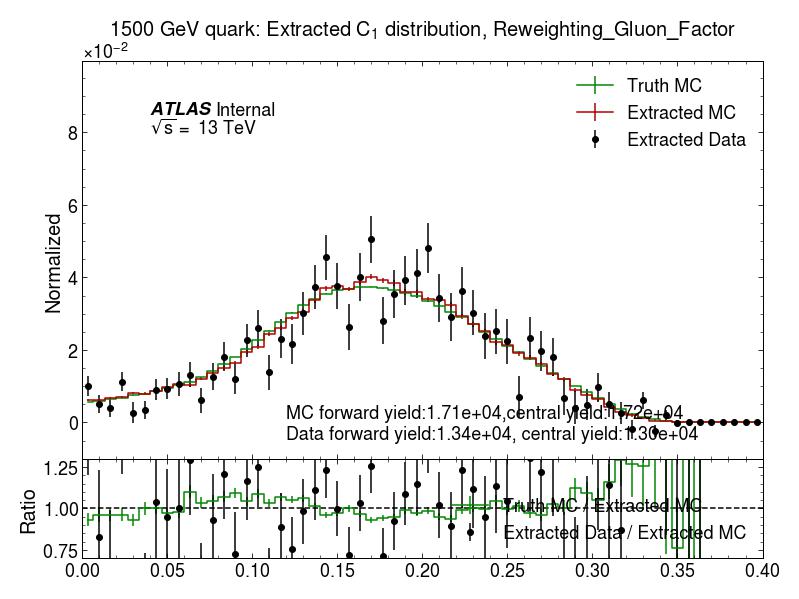 1500 GeV quark: Extracted C₁ distribution, Reweighting_Gluon_Factor
×10⁻²
ATLAS Internal
√s = 13 TeV
Truth MC
Extracted MC
Extracted Data
Normalized
8
6
4
2
0
MC forward yield:1.71e+04,central yield:1.72e+04
Data forward yield:1.34e+04, central yield:1.30e+04
Ratio
1.25
1.00
0.75
Truth MC / Extracted MC
Extracted Data / Extracted MC
0.00 0.05 0.10 0.15 0.20 0.25 0.30 0.35 0.40